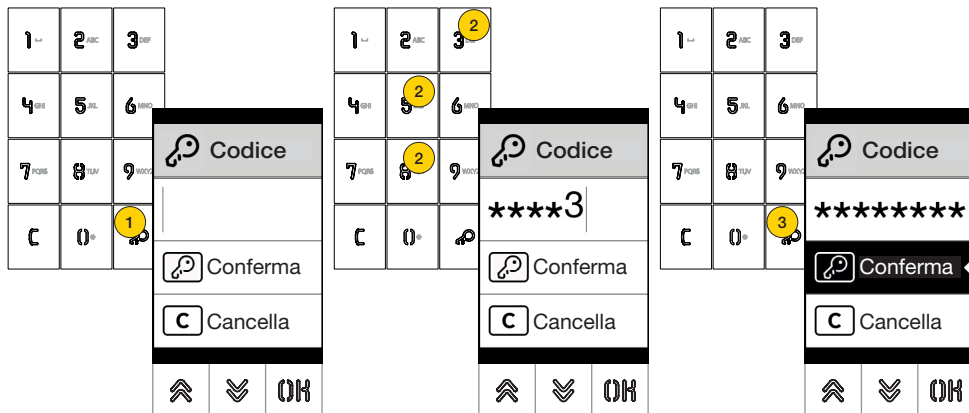 1 2 ABC 3 DEF
4 GHI 5 JKL 6 MNO
7 PQRS 8 TUV 9 WXYZ
C 0 1
Codice
Conferma
C Cancella
OK
1 2 ABC 3 2
4 GHI 5 2 6 MNO
7 PQRS 8 2 9 WXYZ
C 0
Codice
****3
Conferma
C Cancella
OK
1 2 ABC 3 DEF
4 GHI 5 JKL 6 MNO
7 PQRS 8 TUV 9 WXYZ
C 0 3
Codice
********
Conferma
C Cancella
OK